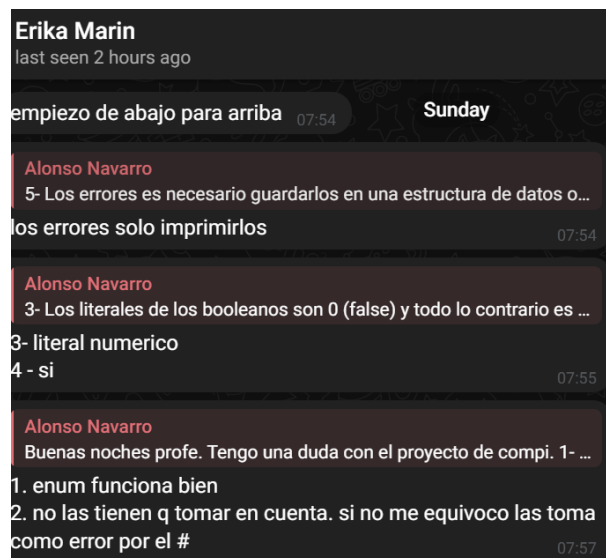 Erika Marin
last seen 2 hours ago
empiezo de abajo para arriba 07:54
Sunday
Alonso Navarro
5- Los errores es necesario guardarlos en una estructura de datos o...
los errores solo imprimirlos
07:54
Alonso Navarro
3- Los literales de los booleanos son 0 (false) y todo lo contrario es ...
3- literal numerico
4 - si
07:55
Alonso Navarro
Buenas noches profe. Tengo una duda con el proyecto de compi. 1- ...
1. enum funciona bien
2. no las tienen q tomar en cuenta. si no me equivoco las toma
como error por el #
07:57